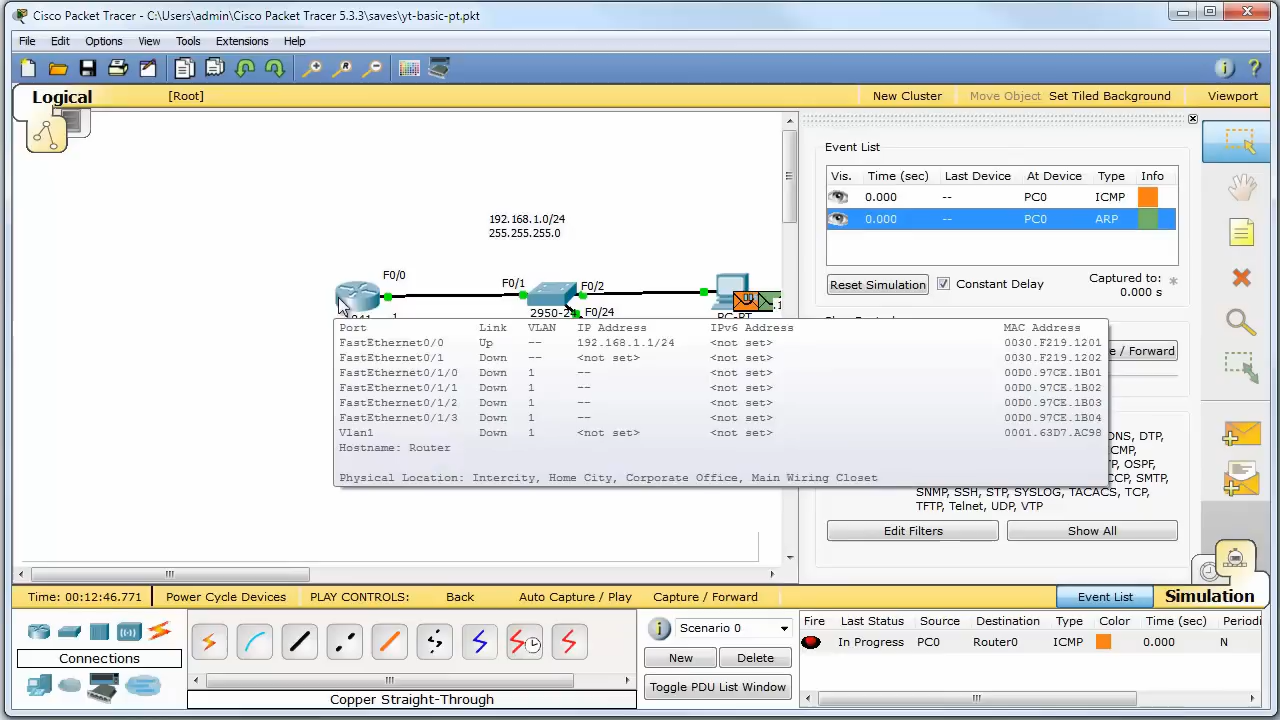 Cisco Packet Tracer - C:\Users\admin\Cisco Packet Tracer 5.3.3\saves\yt-basic-pt.pkt
File Edit Options View Tools Extensions Help
Logical [Root] New Cluster Move Object Set Tiled Background Viewport
192.168.1.0/24
255.255.255.0
F0/0
F0/1
F0/2
2950-24
F0/24
PC-PT
Event List
Vis. Time (sec) Last Device At Device Type Info
0.000 -- PC0 ICMP
0.000 -- PC0 ARP
Reset Simulation Constant Delay Captured to:
0.000 s
*
Port Link VLAN IP Address IPv6 Address MAC Address
FastEthernet0/0 Up -- 192.168.1.1/24 <not set> 0030.F219.1201
FastEthernet0/1 Down -- <not set> <not set> 0030.F219.1202
FastEthernet0/1/0 Down 1 -- <not set> 00D0.97CE.1B01
FastEthernet0/1/1 Down 1 -- <not set> 00D0.97CE.1B02
FastEthernet0/1/2 Down 1 -- <not set> 00D0.97CE.1B03
FastEthernet0/1/3 Down 1 -- <not set> 00D0.97CE.1B04
Vlan1 Down 1 <not set> <not set> 0001.63D7.AC98
Hostname: Router
Physical Location: Intercity, Home City, Corporate Office, Main Wiring Closet
e / Forward
ONS, DTP,
CMP,
OSPF,
CCP, SMTP,
SNMP, SSH, STP, SYSLOG, TACACS, TCP,
TFTP, Telnet, UDP, VTP
Edit Filters Show All
Time: 00:12:46.771 Power Cycle Devices PLAY CONTROLS: Back Auto Capture / Play Capture / Forward Event List Simulation
Connections
Copper Straight-Through
Scenario 0
New Delete
Toggle PDU List Window
Fire Last Status Source Destination Type Color Time (sec) Periodi
In Progress PC0 Router0 ICMP 0.000 N